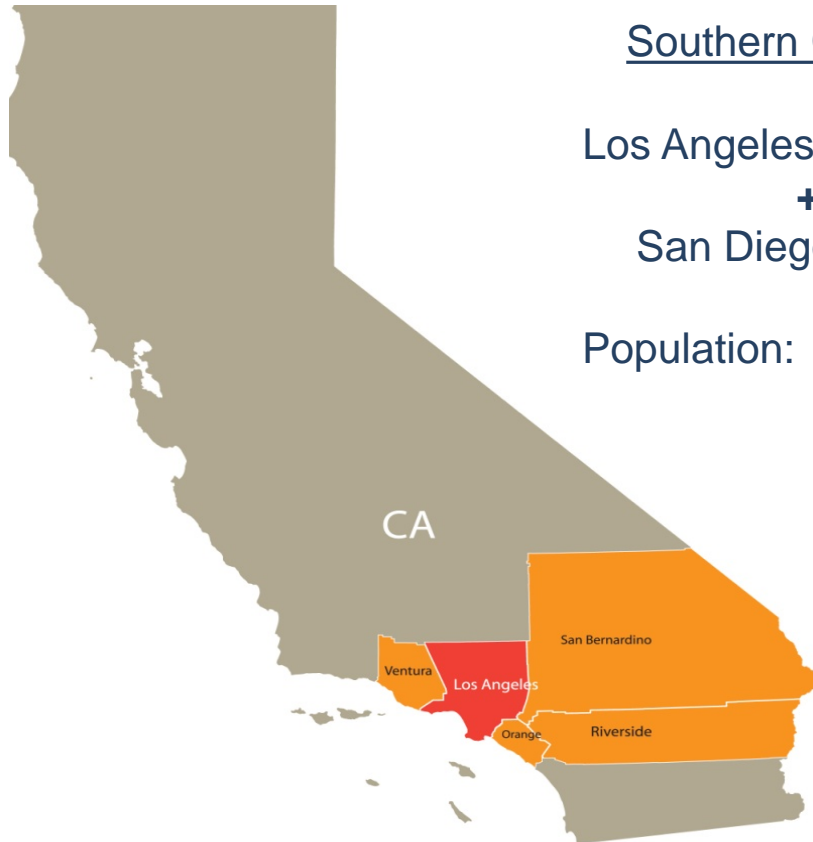 Southern
Los Angeles
+
San Dieg
Population:
CA
San Bernardino
Ventura
Los Angeles
Orange
Riverside